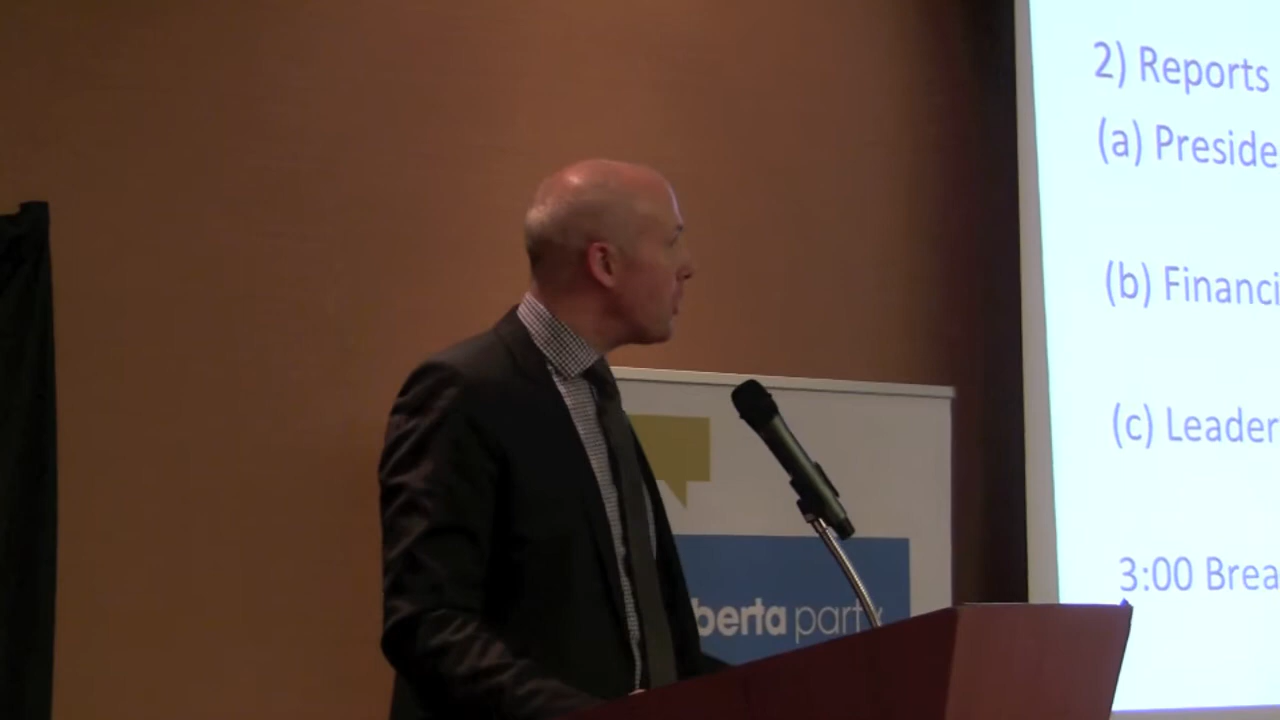 2) Reports
(a) Preside
(b) Financi
(c) Leader
3:00 Brea
berta party